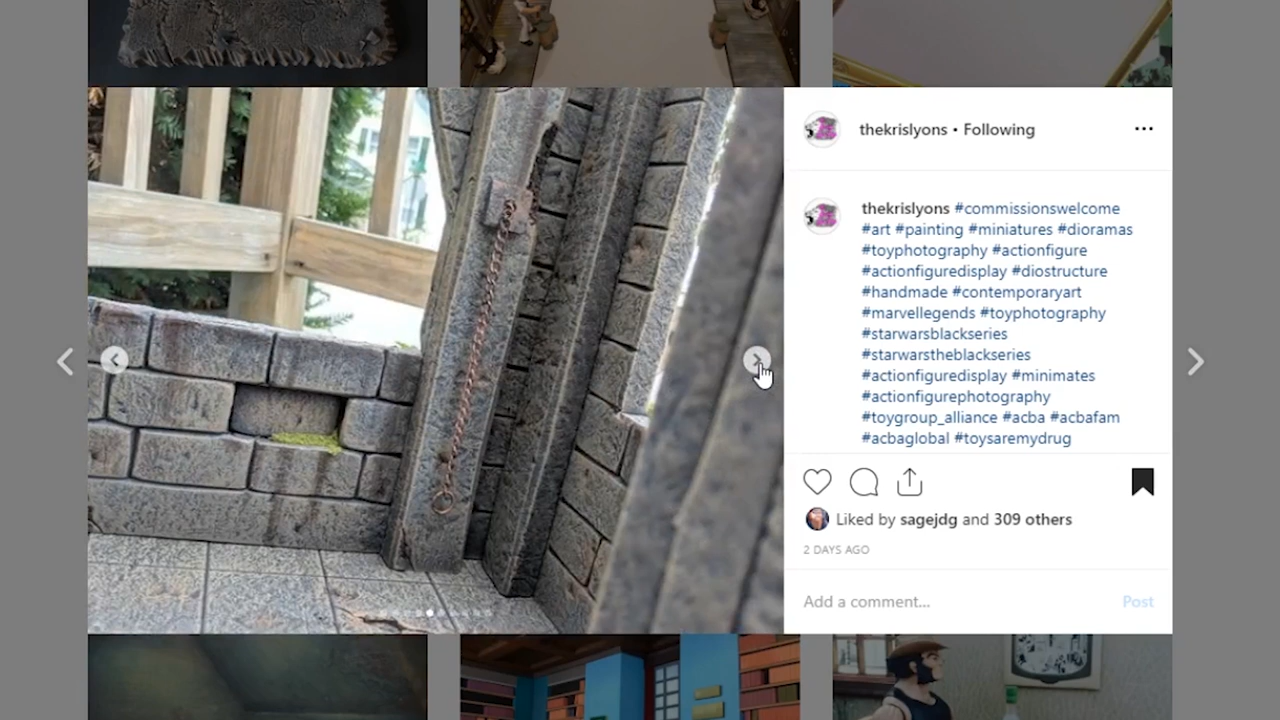 thekrislyons • Following
thekrislyons #commissionswelcome
#art #painting #miniatures #dioramas
#toyphotography #actionfigure
#actionfiguredisplay #diostructure
#handmade #contemporaryart
#marvellegends #toyphotography
#starwarsblackseries
#starwarstheblackseries
#actionfiguredisplay #minimates
#actionfigurephotography
#toygroup_alliance #acba #acbafam
#acbaglobal #toysaremydrug
Liked by sagejdg and 309 others
2 DAYS AGO
Add a comment... Post